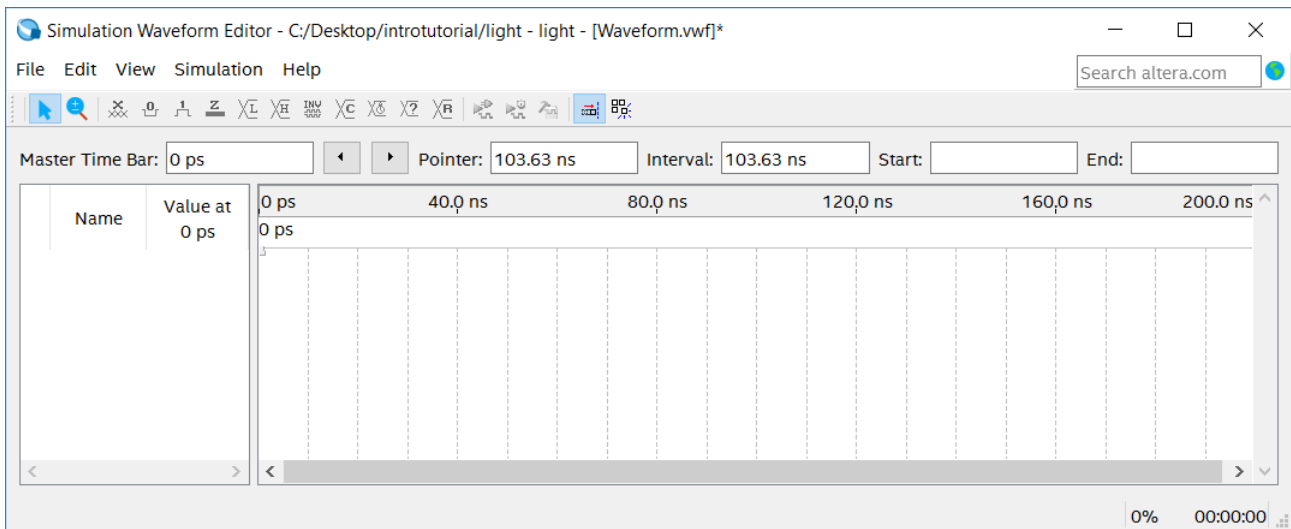 Simulation Waveform Editor - C:/Desktop/introtutorial/light - light - [Waveform.vwf]*
File Edit View Simulation Help
Search altera.com
Master Time Bar: 0 ps Pointer: 103.63 ns Interval: 103.63 ns Start: End:
Name Value at 0 ps
0 ps 40.0 ns 80.0 ns 120.0 ns 160.0 ns 200.0 ns
0 ps
0% 00:00:00